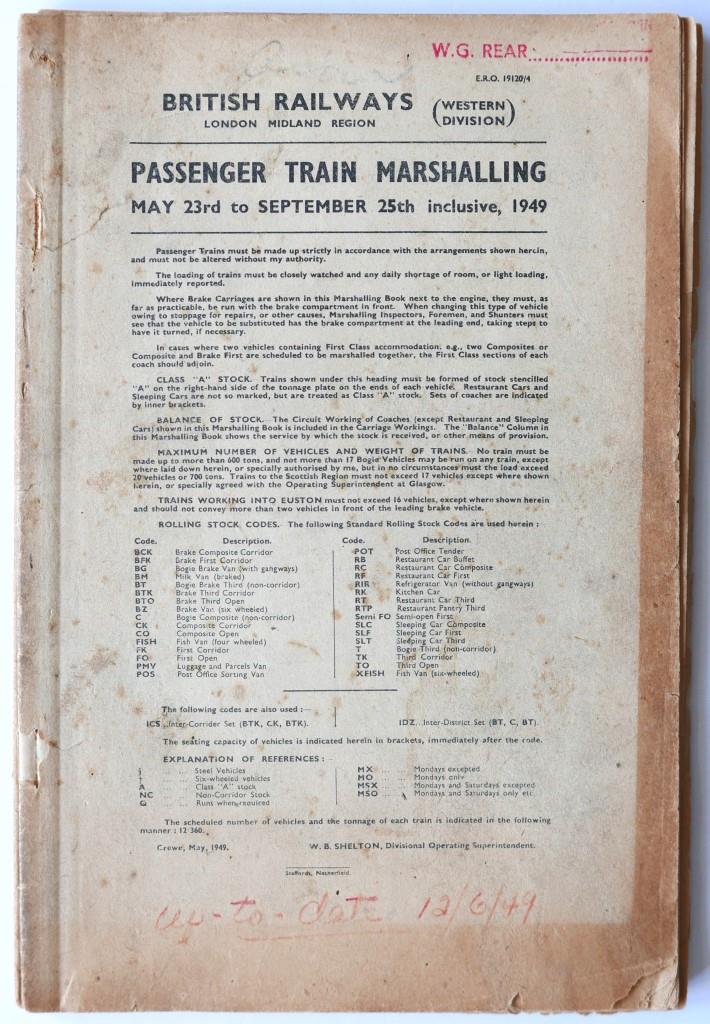 W.G. REAR
E.R.O. 19120/4
BRITISH RAILWAYS (WESTERN DIVISION)
LONDON MIDLAND REGION
PASSENGER TRAIN MARSHALLING
MAY 23rd to SEPTEMBER 25th inclusive, 1949
Passenger Trains must be made up strictly in accordance with the arrangements shown herein,
and must not be altered without my authority.
The loading of trains must be closely watched and any daily shortage of room, or light loading,
immediately reported.
Where Brake Carriages are shown in this Marshalling Book next to the engine, they must, as
far as practicable, be run with the brake compartment in front. When changing this type of vehicle
owing to stoppage for repairs, or other causes, Marshalling Inspectors, Foremen, and Shunters must
see that the vehicle to be substituted has the brake compartment at the leading end, taking steps to
have it turned, if necessary.
In cases where two vehicles containing First Class accommodation, e.g., two Composites or
Composite and Brake First are scheduled to be marshalled together, the First Class sections of each
coach should adjoin.
CLASS "A" STOCK. Trains shown under this heading must be formed of stock stencilled
"A" on the right-hand side of the tonnage plate on the ends of each vehicle. Restaurant Cars and
Sleeping Cars are not so marked, but are treated as Class "A" stock. Sets of coaches are indicated
by inner brackets.
BALANCE OF STOCK. The Circuit Working of Coaches (except Restaurant and Sleeping
Cars) shown in this Marshalling Book is included in the Carriage Workings. The "Balance" Column in
this Marshalling Book shows the service by which the stock is received, or other means of provision.
MAXIMUM NUMBER OF VEHICLES AND WEIGHT OF TRAINS. No train must be
made up to more than 600 tons, and not more than 17 Bogie Vehicles may be run on any train, except
where laid down herein, or specially authorised by me, but in no circumstances must the load exceed
20 vehicles or 700 tons. Trains to the Scottish Region must not exceed 17 vehicles except where shown
herein, or specially agreed with the Operating Superintendent at Glasgow.
TRAINS WORKING INTO EUSTON must not exceed 16 vehicles, except where shown herein
and should not convey more than two vehicles in front of the leading brake vehicle.
ROLLING STOCK CODES. The following Standard Rolling Stock Codes are used herein :
Code. Description.
BCK Brake Composite Corridor
BFK Brake First Corridor
BG Bogie Brake Van (with gangways)
BM Milk Van (braked)
BT Bogie Brake Third (non-corridor)
BTK Brake Third Corridor
BTO Brake Third Open
BZ Brake Van (six wheeled)
C Bogie Composite (non-corridor)
CK Composite Corridor
CO Composite Open
FISH Fish Van (four wheeled)
FK First Corridor
FO First Open
PMV Luggage and Parcels Van
POS Post Office Sorting Van
Code. Description.
POT Post Office Tender
RB Restaurant Car Buffet
RC Restaurant Car Composite
RF Restaurant Car First
RIR Refrigerator Van (without gangways)
RK Kitchen Car
RT Restaurant Car Third
RTP Restaurant Pantry Third
Semi FO Semi-open First
SLC Sleeping Car Composite
SLF Sleeping Car First
SLT Sleeping Car Third
T Bogie Third (non-corridor)
TK Third Corridor
TO Third Open
XFISH Fish Van (six-wheeled)
The following codes are also used :—
ICS Inter-Corridor Set (BTK, CK, BTK).
IDZ Inter-District Set (BT, C, BT).
The seating capacity of vehicles is indicated herein in brackets, immediately after the code.
EXPLANATION OF REFERENCES :-
Steel Vehicles
Six-wheeled vehicles
A Class "A" stock
NC Non-Corridor Stock
Q Runs when required
MX Mondays excepted
MO Mondays only
MSX Mondays and Saturdays excepted
MSO Mondays and Saturdays only etc.
The scheduled number of vehicles and the tonnage of each train is indicated in the following
manner : 12 360.
Crewe, May, 1949. W. B. SHELTON, Divisional Operating Superintendent.
Staffords, Netherfield.
up-to-date 12/6/49